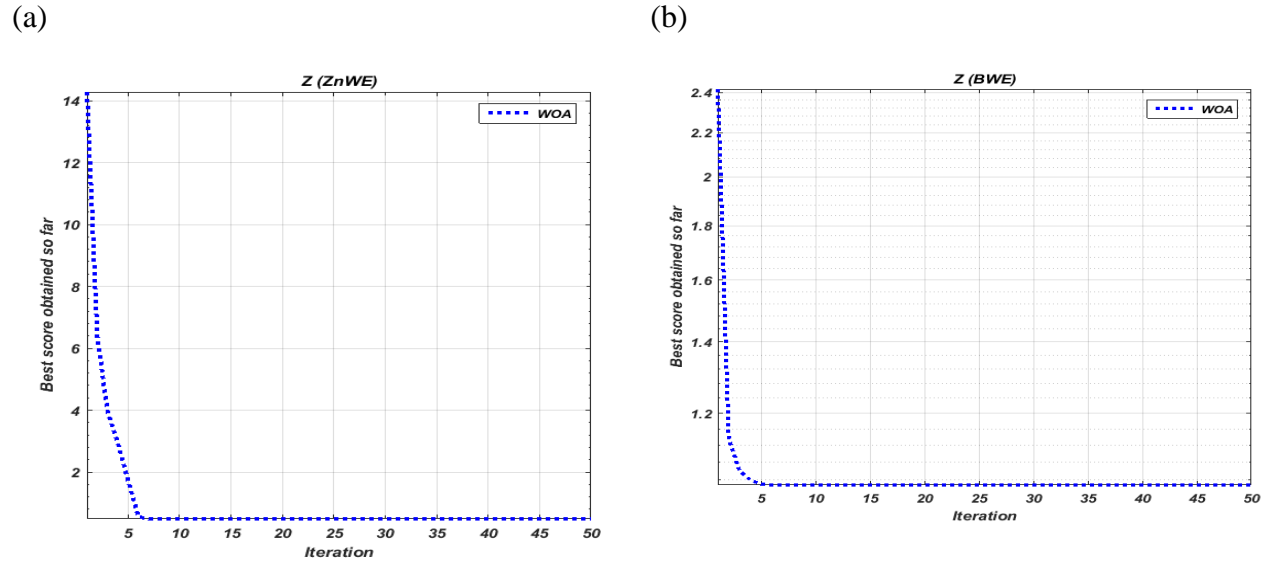 (a)
Z (ZnWE)
WOA
14
12
10
8
6
4
2
Best score obtained so far
5 10 15 20 25 30 35 40 45 50
Iteration
(b)
Z (BWE)
WOA
2.4
2.2
2
1.8
1.6
1.4
1.2
Best score obtained so far
5 10 15 20 25 30 35 40 45 50
Iteration